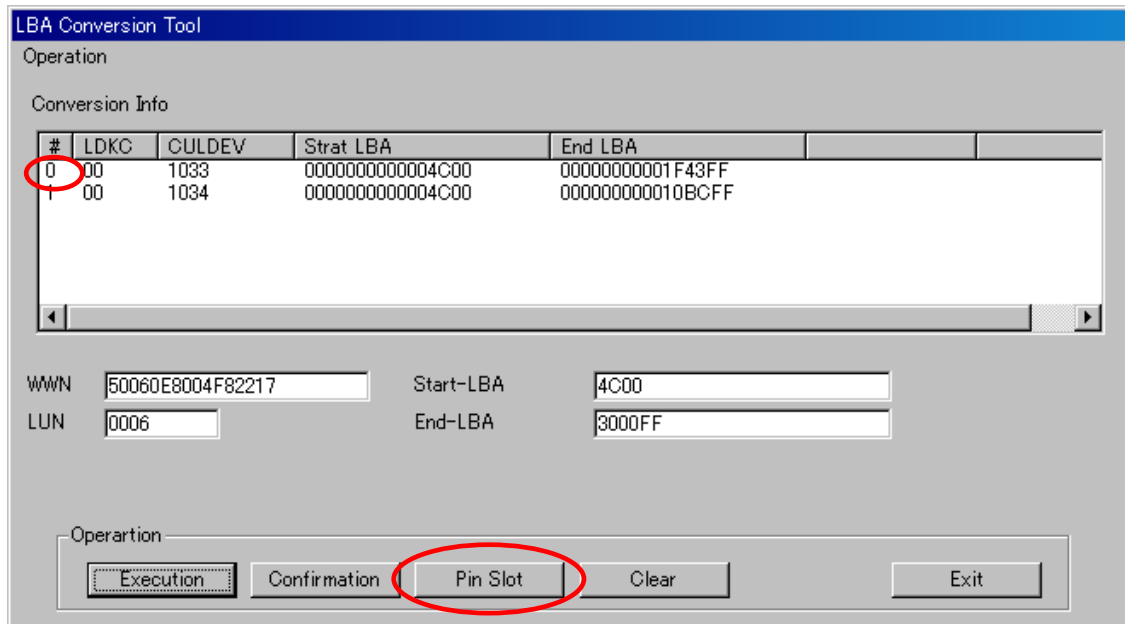 LBA Conversion Tool
Operation
Conversion Info
# LDKC CULDEV Strat LBA End LBA
0 00 1033 0000000000004C00 00000000001F43FF
1 00 1034 0000000000004C00 000000000010BCFF
WWN 50060E8004F82217 Start-LBA 4C00
LUN 0006 End-LBA 3000FF
Operartion
Execution Confirmation Pin Slot Clear Exit